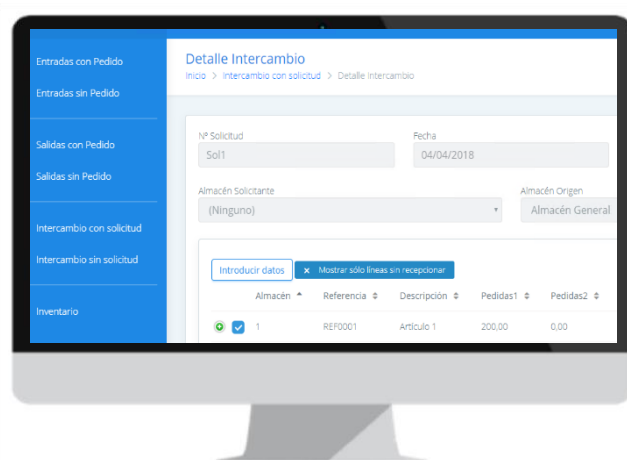 Entradas con Pedido
Entradas sin Pedido
Salidas con Pedido
Salidas sin Pedido
Intercambio con solicitud
Intercambio sin solicitud
Inventario
Detalle Intercambio
Inicio > Intercambio con solicitud > Detalle Intercambio
Nº Solicitud Fecha
Sol1 04/04/2018
Almacén Solicitante Almacén Origen
(Ninguno) Almacén General
Introducir datos x Mostrar sólo líneas sin recepcionar
Almacén Referencia Descripción Pedidas1 Pedidas2
1 REF0001 Artículo 1 200,00 0,00